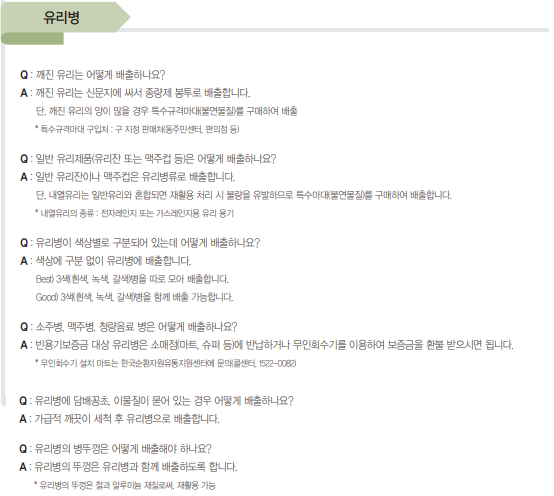 유리병
Q : 깨진 유리는 어떻게 배출하나요?
A : 깨진 유리는 신문지에 싸서 종량제 봉투로 배출합니다.
단, 깨진 유리의 양이 많을 경우 특수규격마대(불연물질)를 구매하여 배출
* 특수규격마대 구입처 : 구 지정 판매처(동주민센터, 편의점 등)
Q : 일반 유리제품(유리잔 또는 맥주컵 등)은 어떻게 배출하나요?
A : 일반 유리잔이나 맥주컵은 유리병류로 배출합니다.
단, 내열유리는 일반유리와 혼합되면 재활용 처리 시 불량을 유발하므로 특수마대(불연물질)를 구매하여 배출합니다.
* 내열유리의 종류 : 전자레인지 또는 가스레인지용 유리 용기
Q : 유리병이 색상별로 구분되어 있는데 어떻게 배출하나요?
A : 색상에 구분 없이 유리병에 배출합니다.
Best) 3색(흰색, 녹색, 갈색)병을 따로 모아 배출합니다.
Good) 3색(흰색, 녹색, 갈색)병을 함께 배출 가능합니다.
Q : 소주병, 맥주병, 청량음료 병은 어떻게 배출하나요?
A : 빈용기보증금 대상 유리병은 소매점(마트, 슈퍼 등)에 반납하거나 무인회수기를 이용하여 보증금을 환불 받으시면 됩니다.
* 무인회수기 설치 마트는 한국순환자원유통지원센터에 문의(콜센터, 1522-0082)
Q : 유리병에 담배꽁초, 이물질이 묻어 있는 경우 어떻게 배출하나요?
A : 가급적 깨끗이 세척 후 유리병으로 배출합니다.
Q : 유리병의 병뚜껑은 어떻게 배출해야 하나요?
A : 유리병의 뚜껑은 유리병과 함께 배출하도록 합니다.
* 유리병의 뚜껑은 철과 알루미늄 재질로써, 재활용 가능